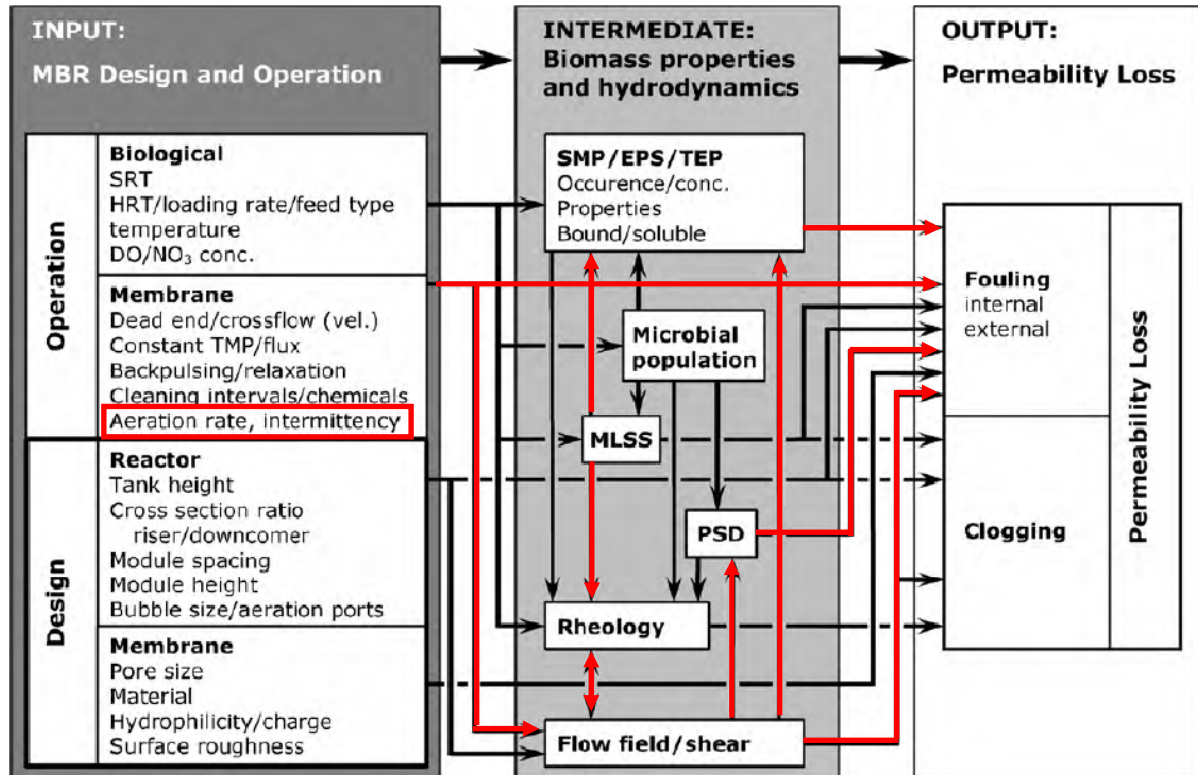 INPUT:
MBR Design and Operation
Operation
Biological
SRT
HRT/loading rate/feed type
temperature
DO/NO₃ conc.
Membrane
Dead end/crossflow (vel.)
Constant TMP/flux
Backpulsing/relaxation
Cleaning intervals/chemicals
Aeration rate, intermittency
Design
Reactor
Tank height
Cross section ratio
riser/downcomer
Module spacing
Module height
Bubble size/aeration ports
Membrane
Pore size
Material
Hydrophilicity/charge
Surface roughness
INTERMEDIATE:
Biomass properties
and hydrodynamics
SMP/EPS/TEP
Occurence/conc.
Properties
Bound/soluble
Microbial
population
MLSS
PSD
Rheology
Flow field/shear
OUTPUT:
Permeability Loss
Fouling
internal
external
Clogging
Permeability Loss